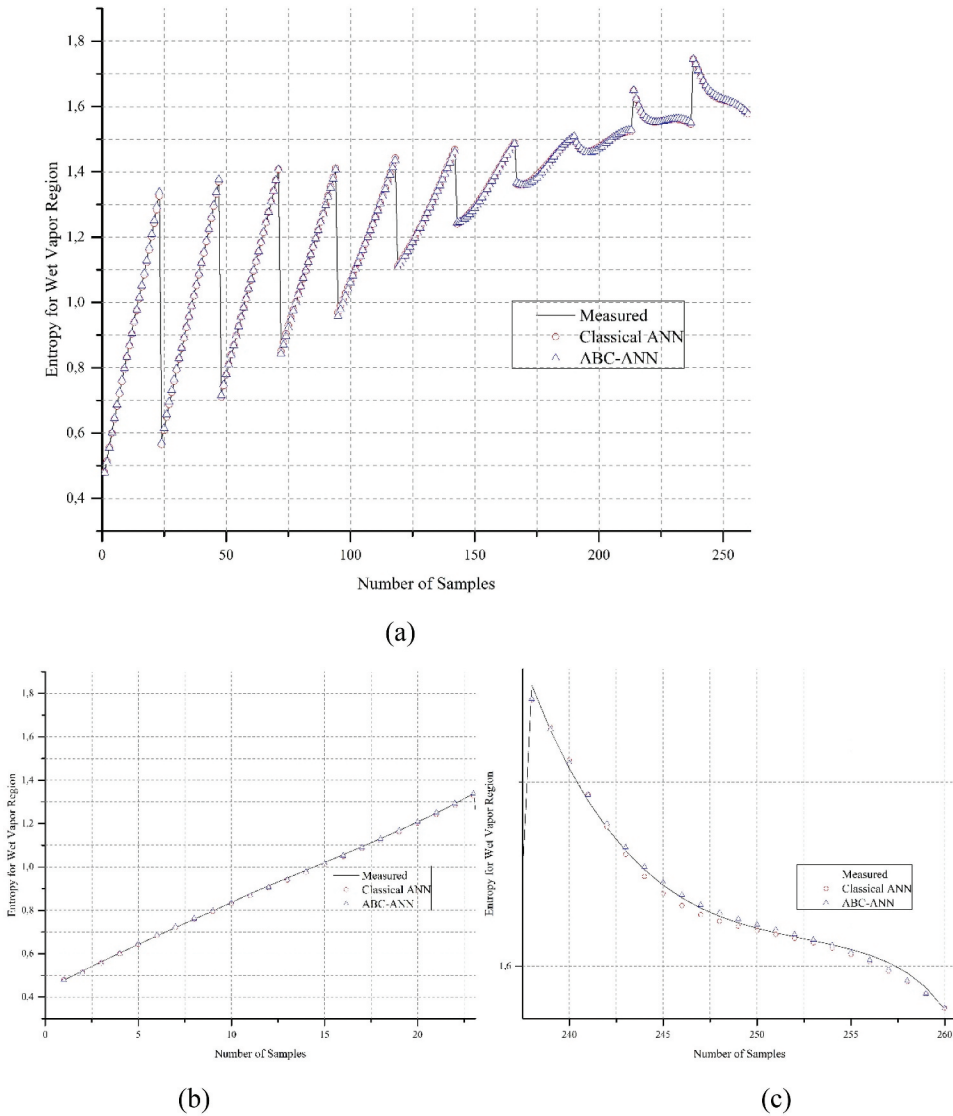 1,8
1,6
1,4
1,2
1,0
0,8
0,6
0,4
Entropy for Wet Vapor Region
Measured
Classical ANN
ABC-ANN
0 50 100 150 200 250
Number of Samples
(a)
1,8
1,6
1,4
1,2
1,0
0,8
0,6
0,4
Entropy for Wet Vapor Region
Measured
Classical ANN
ABC-ANN
0 5 10 15 20
Number of Samples
(b)
1,6
Entropy for Wet Vapor Region
Measured
Classical ANN
ABC-ANN
240 245 250 255 260
Number of Samples
(c)